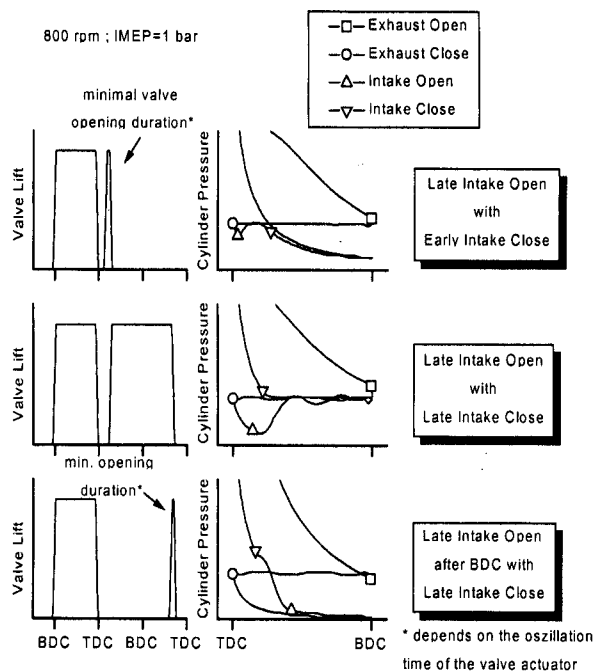 800 rpm ; IMEP=1 bar
Exhaust Open
Exhaust Close
Intake Open
Intake Close
minimal valve
opening duration*
Valve Lift
Cylinder Pressure
Late Intake Open
with
Early Intake Close
Valve Lift
Cylinder Pressure
Late Intake Open
with
Late Intake Close
min. opening
duration*
Valve Lift
Cylinder Pressure
Late Intake Open
after BDC with
Late Intake Close
BDC TDC BDC TDC
TDC BDC
* depends on the oszillation
time of the valve actuator